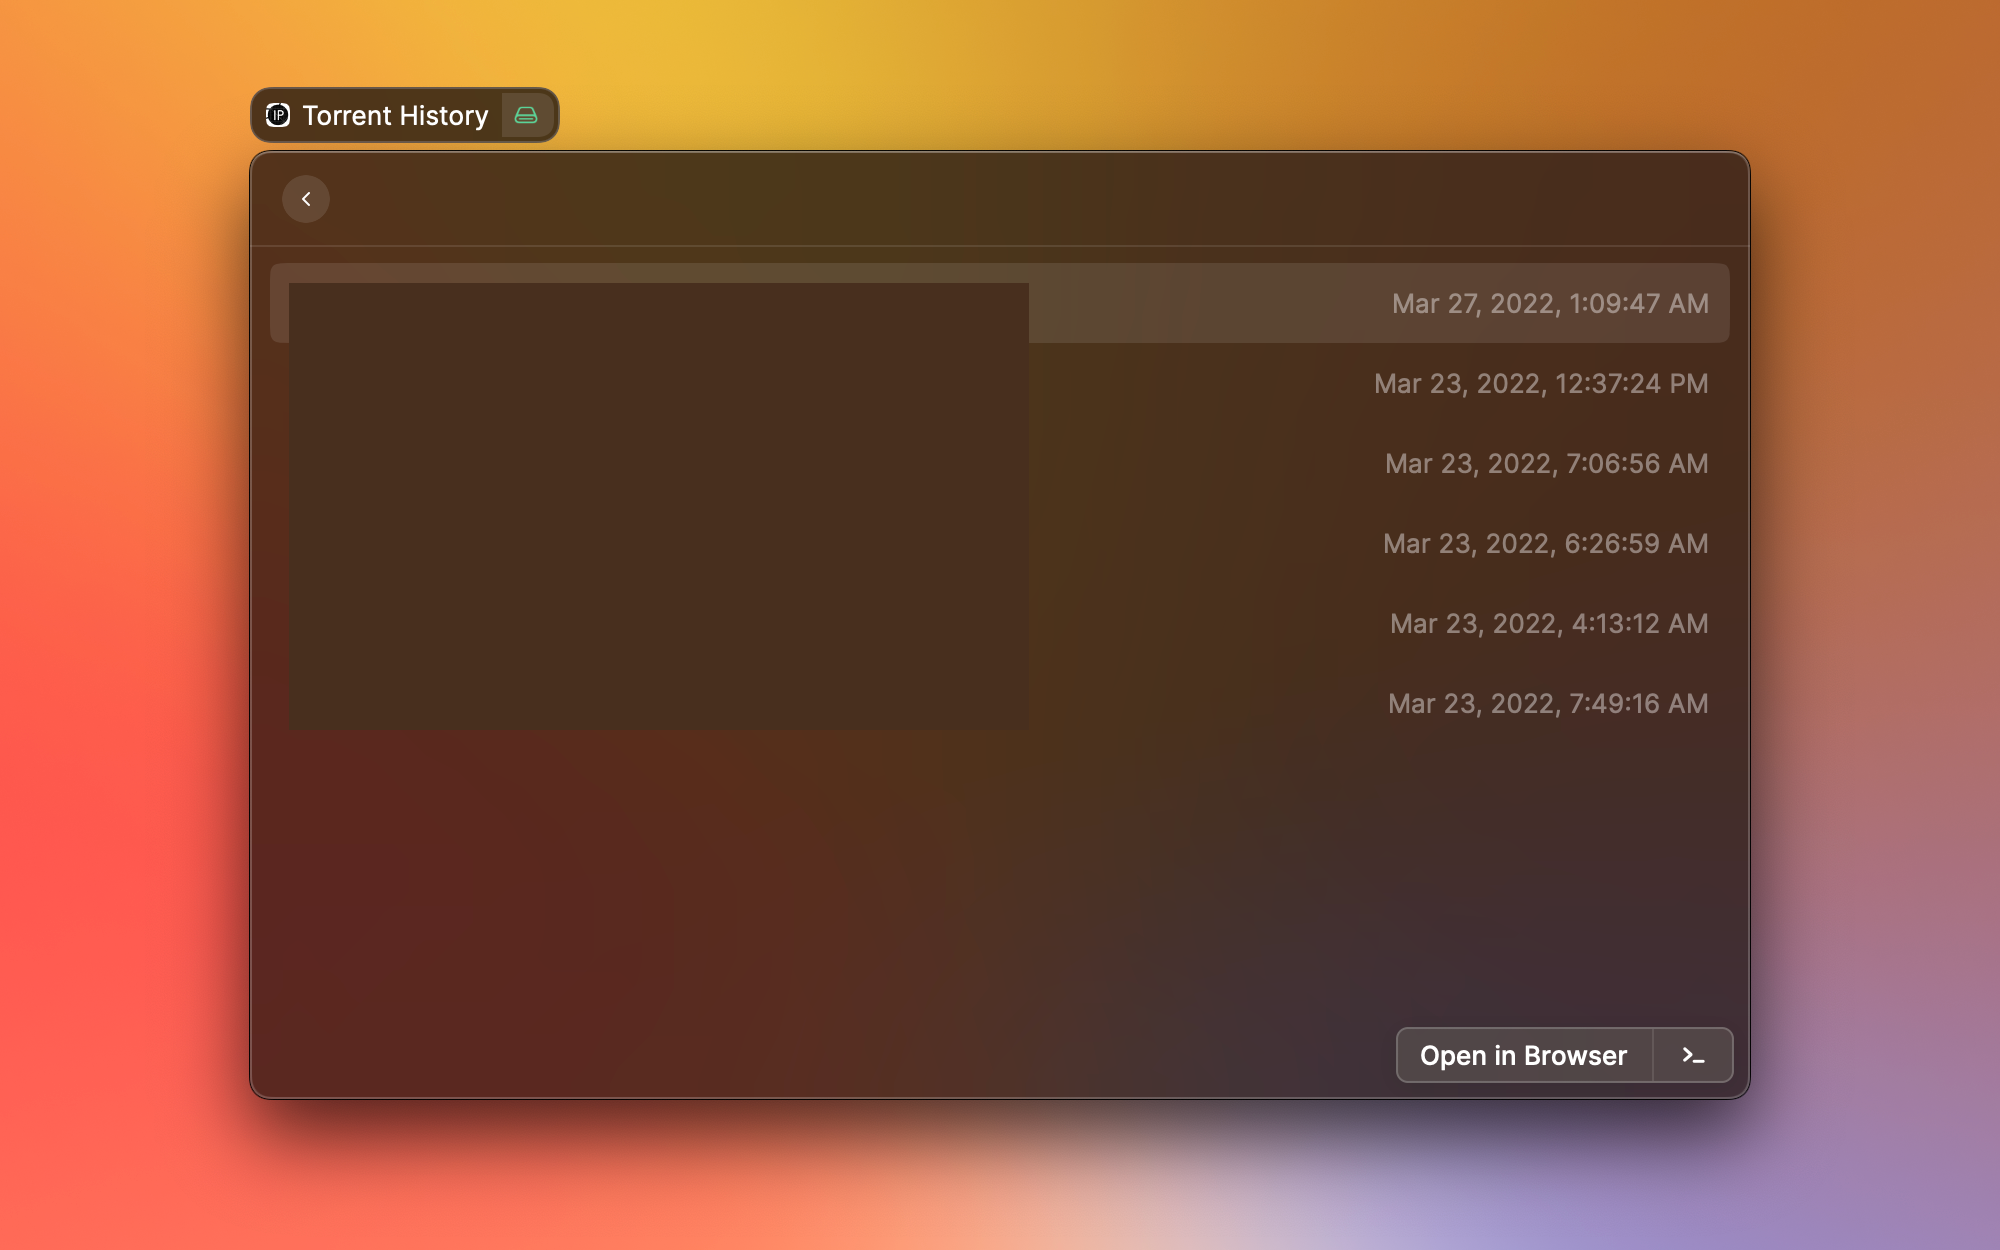 IP Torrent History
Mar 27, 2022, 1:09:47 AM
Mar 23, 2022, 12:37:24 PM
Mar 23, 2022, 7:06:56 AM
Mar 23, 2022, 6:26:59 AM
Mar 23, 2022, 4:13:12 AM
Mar 23, 2022, 7:49:16 AM
Open in Browser >_